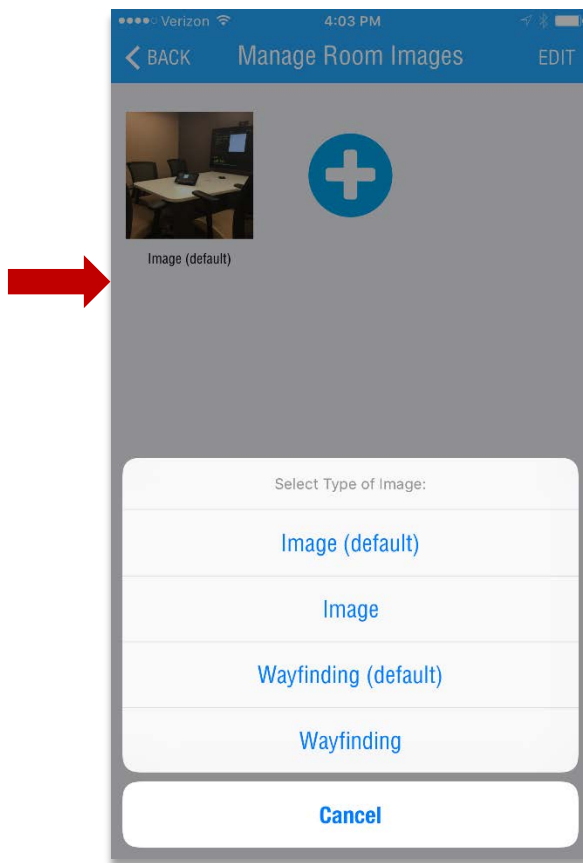 Verizon 4:03 PM
BACK Manage Room Images EDIT
Image (default)
Select Type of Image:
Image (default)
Image
Wayfinding (default)
Wayfinding
Cancel